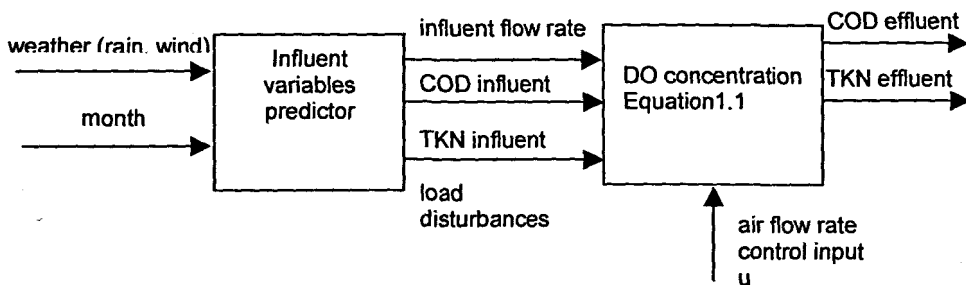 weather (rain, wind)
month
Influent
variables
predictor
influent flow rate
COD influent
TKN influent
load
disturbances
DO concentration
Equation1.1
COD effluent
TKN effluent
air flow rate
control input
u